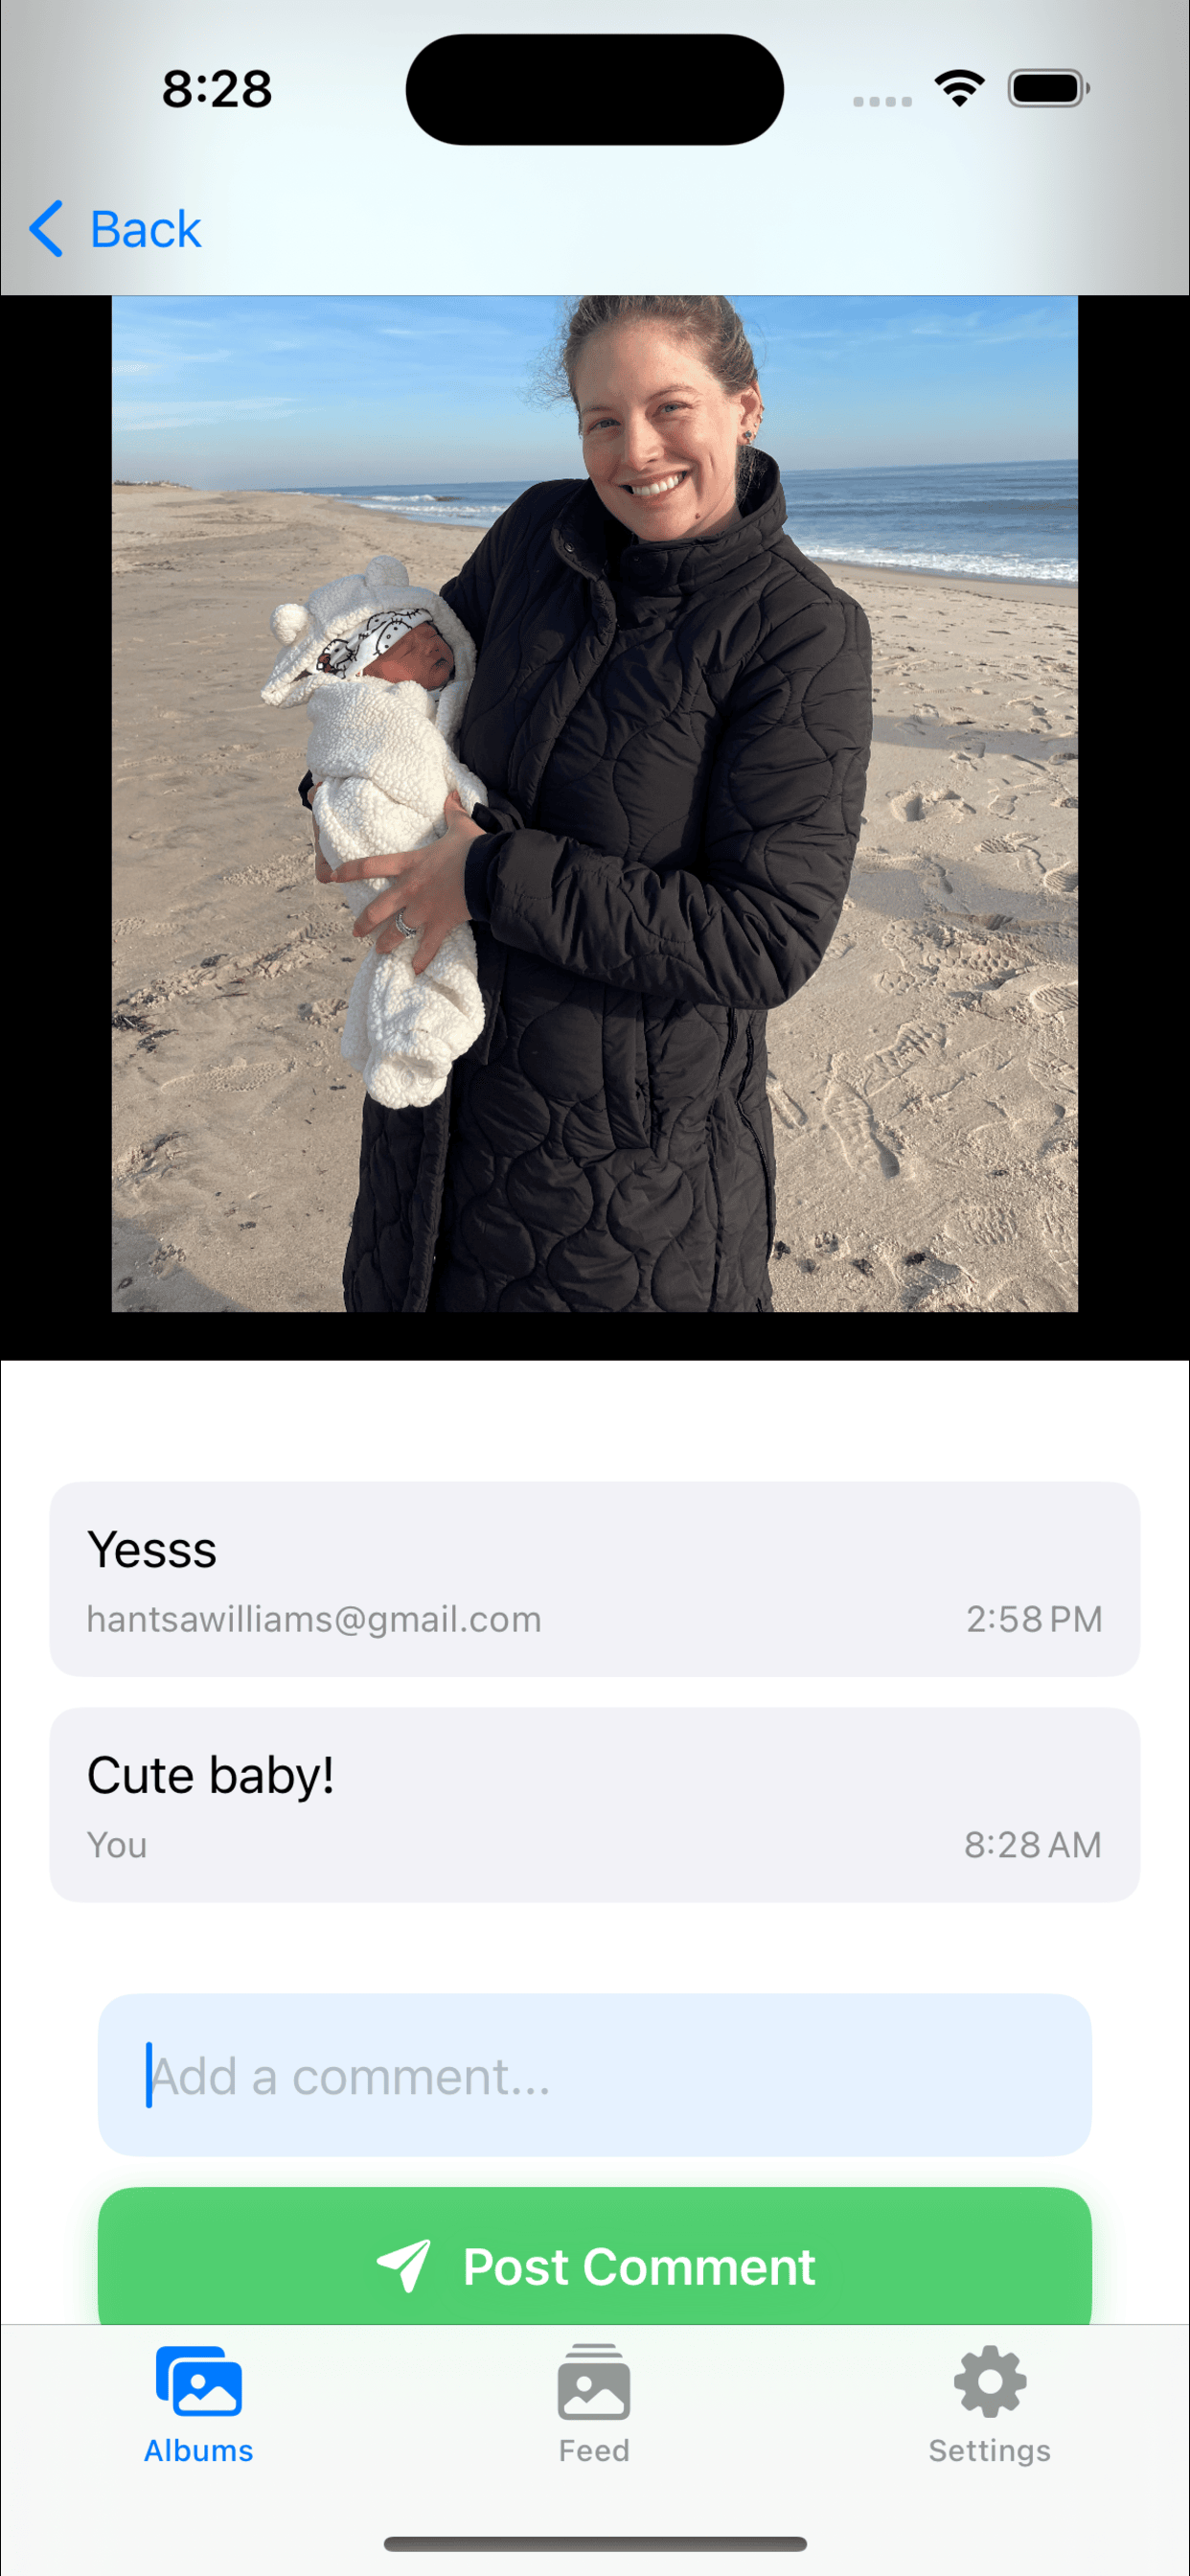 8:28
Back
Yesss
hantsawilliams@gmail.com 2:58 PM
Cute baby!
You 8:28 AM
Add a comment...
Post Comment
Albums Feed Settings